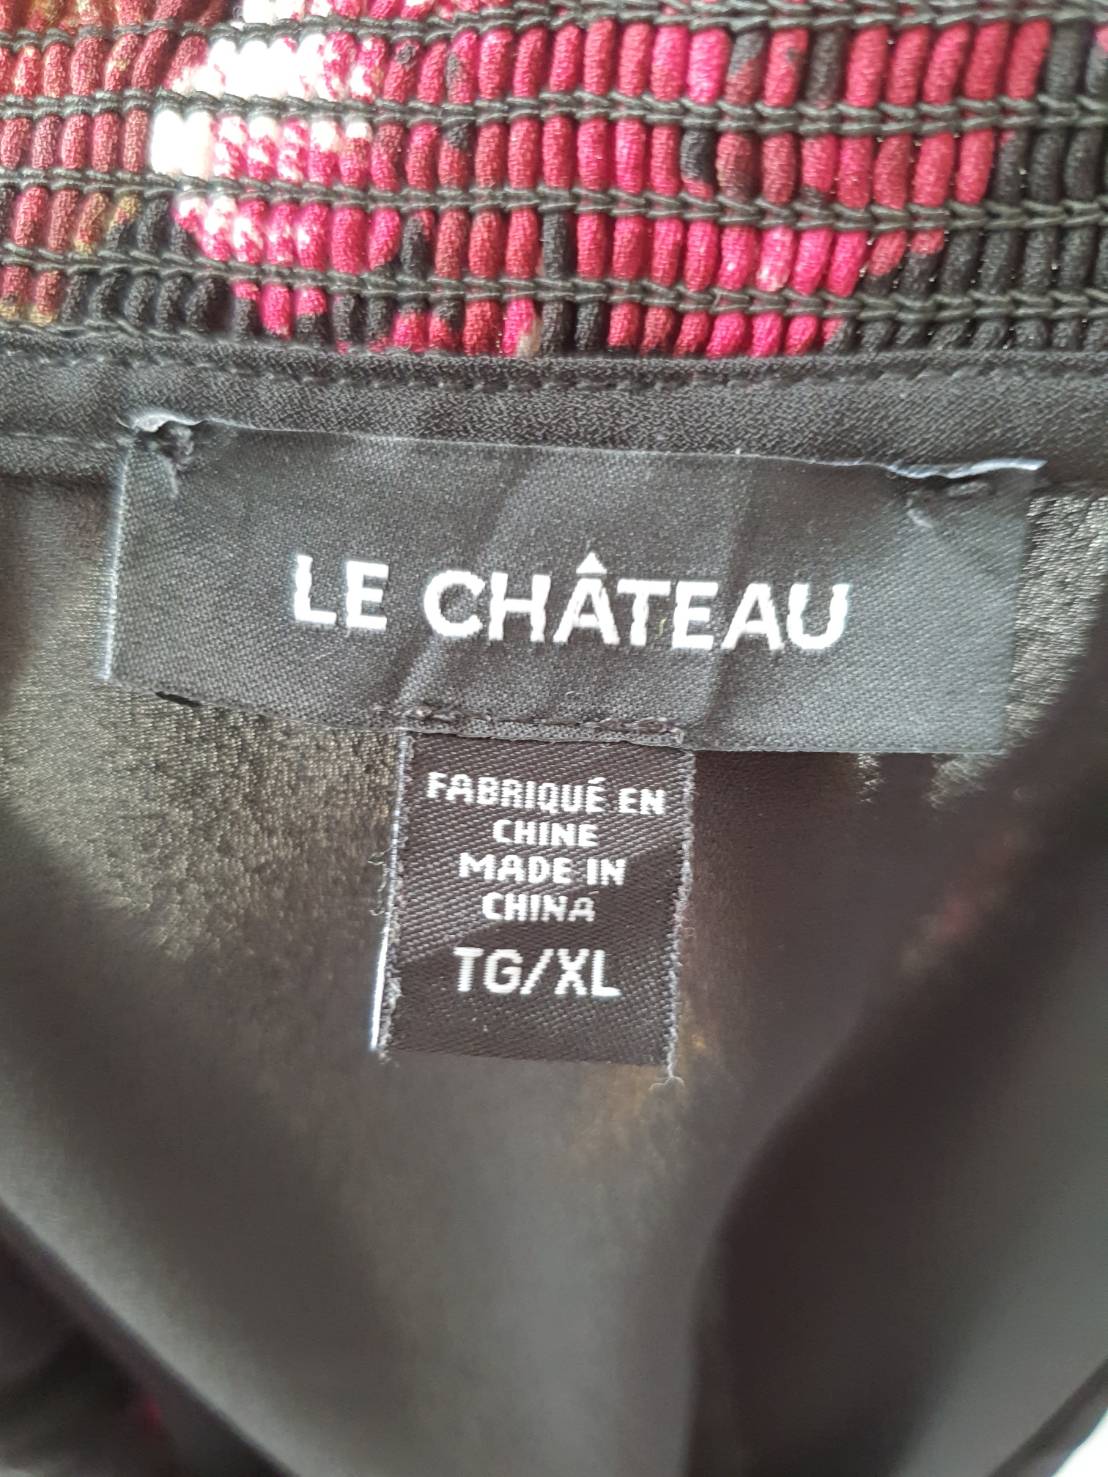 LE CHÂTEAU
FABRIQUÉ EN
CHINE
MADE IN
CHINA
TG/XL